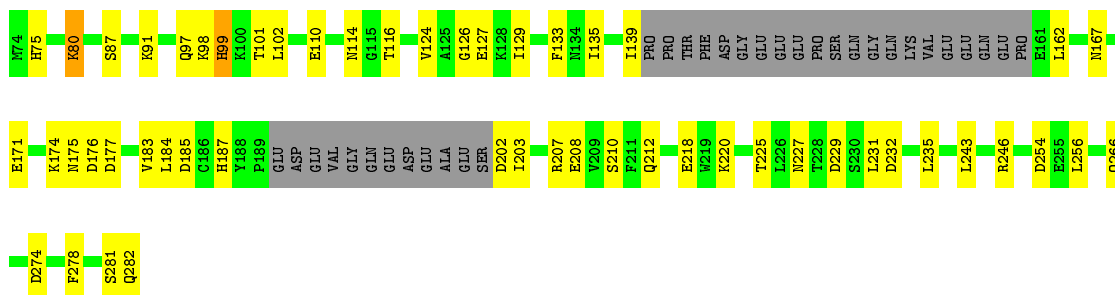 M74 H75 K80 S87 K91 Q97 K98 H99 K100 T101 L102 E110 N114 G115 T116 V124 A125 G126 E127 K128 I129 F133 N134 I135 I139 PRO PRO THR PHE ASP GLY GLU GLU GLU PRO SER GLN GLY GLN LYS VAL GLU GLU GLN GLU PRO E161 L162 N167
E171 K174 N175 D176 D177 V183 L184 D185 C186 H187 Y188 P189 GLU ASP GLU VAL GLY GLN GLU ASP GLU ALA GLU SER D202 I203 R207 E208 V209 S210 F211 Q212 E218 W219 K220 T225 L226 N227 T228 D229 S230 L231 D232 L235 L243 R246 D254 E255 L256
D274 F278 S281 Q282